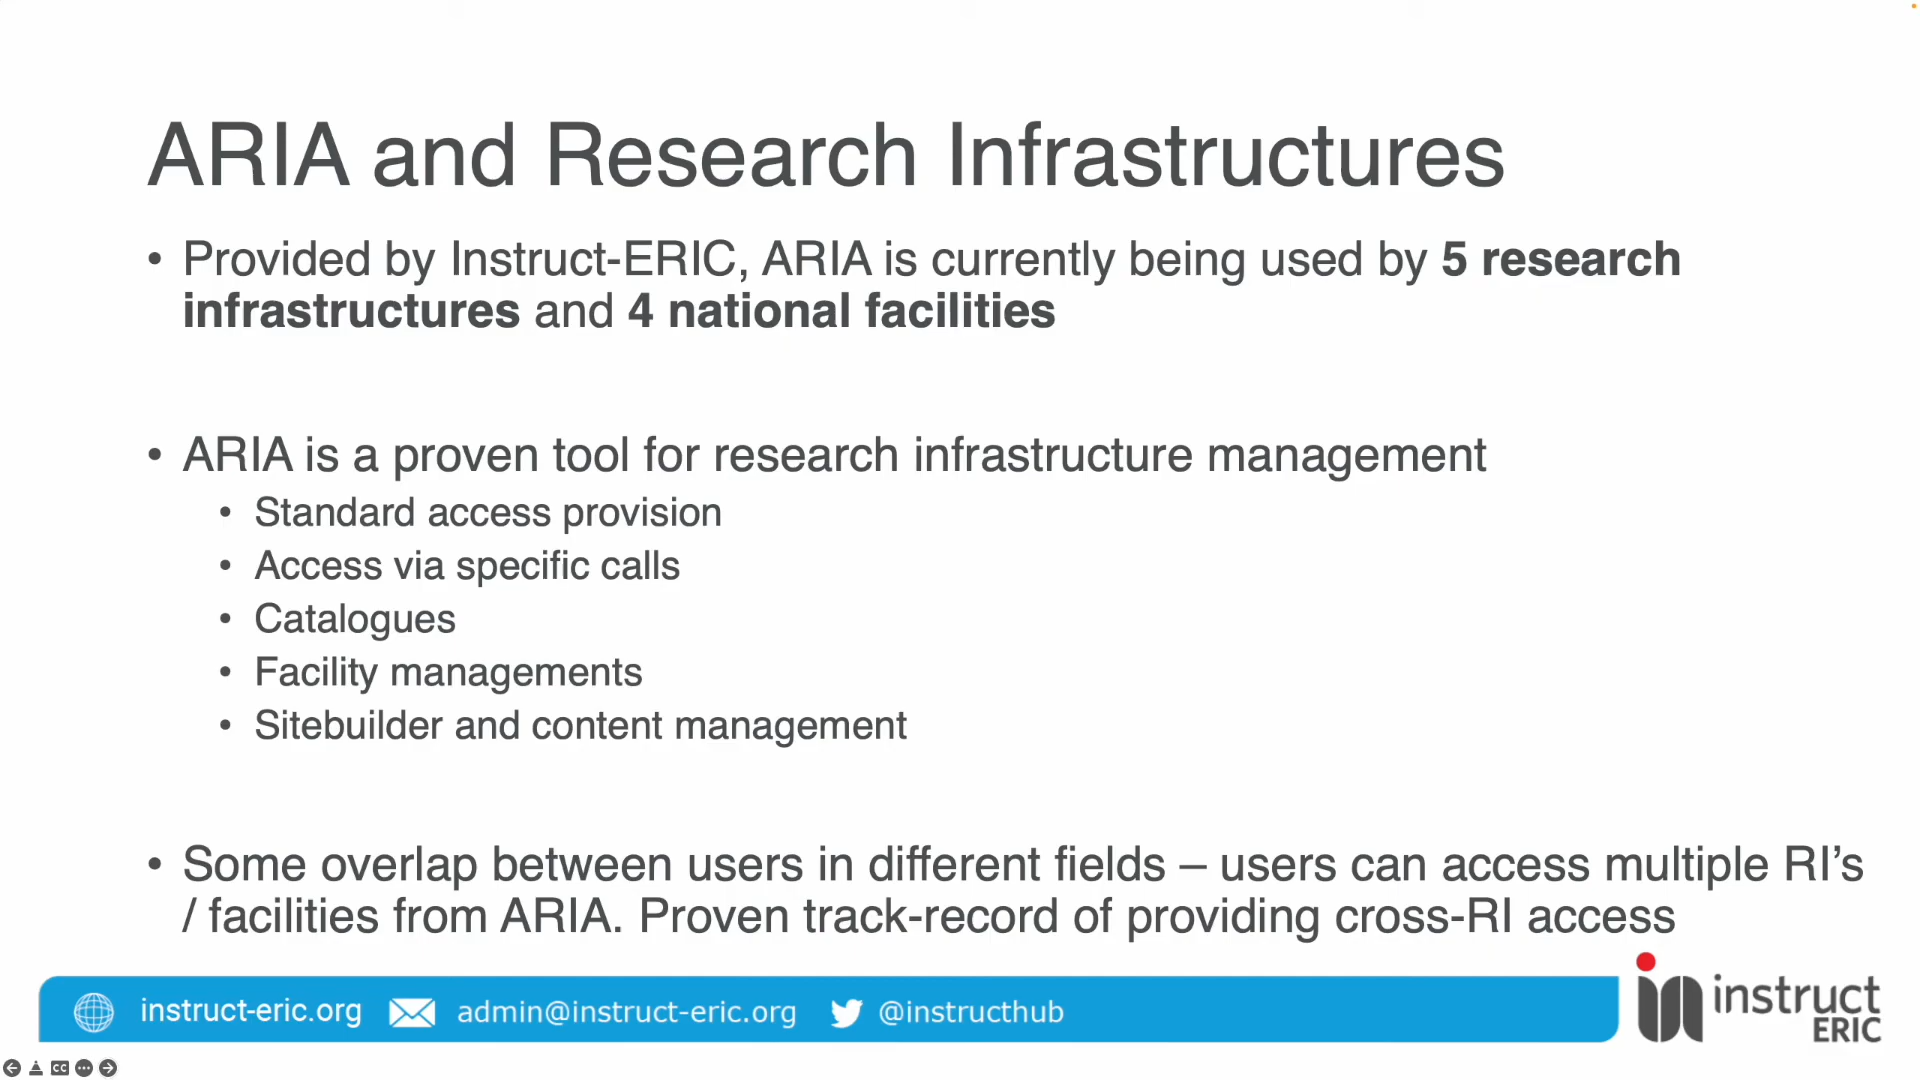 ARIA and Research Infrastructures
• Provided by Instruct-ERIC, ARIA is currently being used by 5 research
infrastructures and 4 national facilities
• ARIA is a proven tool for research infrastructure management
• Standard access provision
• Access via specific calls
• Catalogues
• Facility managements
• Sitebuilder and content management
• Some overlap between users in different fields – users can access multiple RI’s
/ facilities from ARIA. Proven track-record of providing cross-RI access
instruct-eric.org admin@instruct-eric.org @instructhub
instruct
ERIC
CC